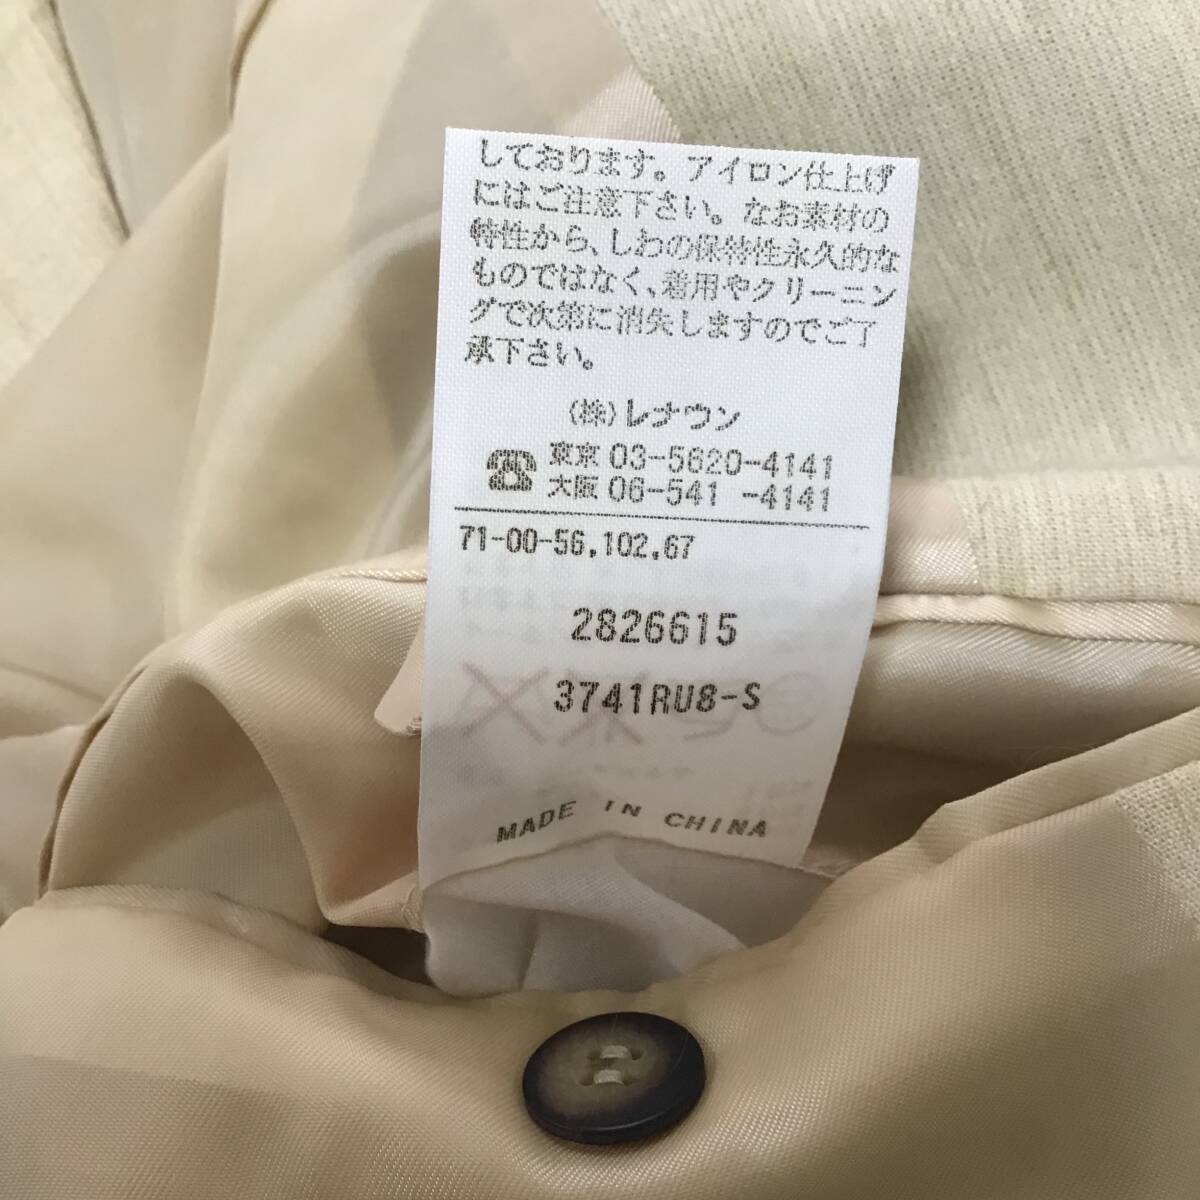 しております。アイロン仕上げ
にはご注意下さい。なお素材の
特性から、しわの保特性永久的な
ものではなく、着用やクリーニン
グで次第に消失しますのでご了
承下さい。
(株)レナウン
☎ 東京 03-5620-4141
大阪 06-541 -4141
71-00-56,102,67
2826615
3741RU8-S
MADE IN CHINA